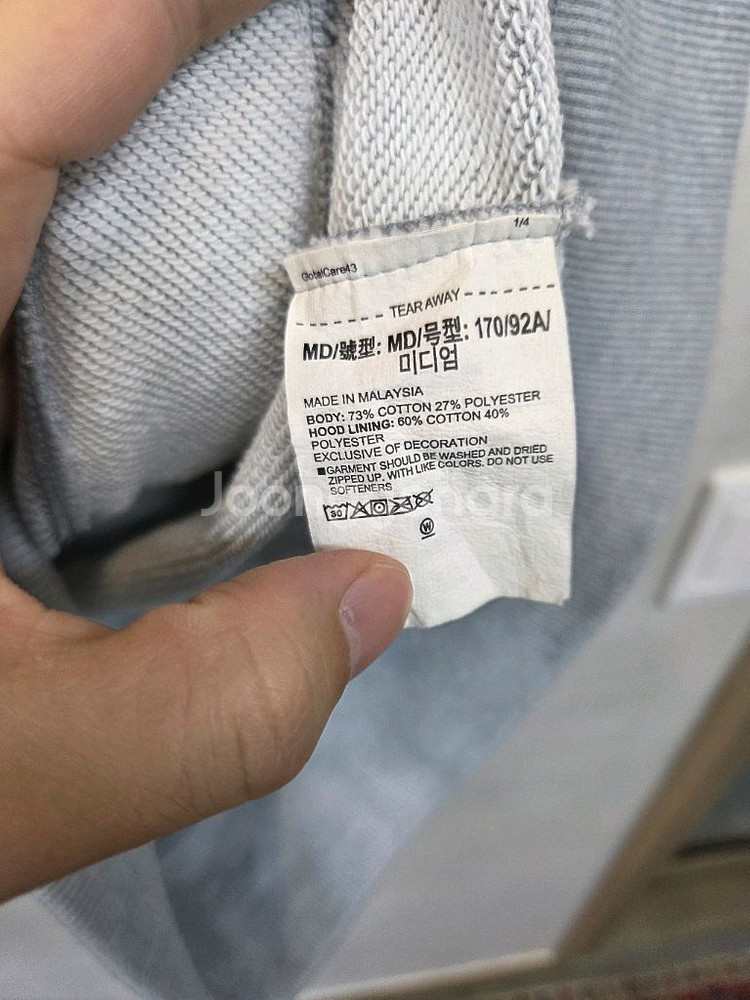 1/4
GlobalCare43
TEAR AWAY
MD/號型: MD/号型: 170/92A/
미디엄
MADE IN MALAYSIA
BODY: 73% COTTON 27% POLYESTER
HOOD LINING: 60% COTTON 40%
POLYESTER
EXCLUSIVE OF DECORATION
■GARMENT SHOULD BE WASHED AND DRIED
ZIPPED UP, WITH LIKE COLORS. DO NOT USE
SOFTENERS
30
W